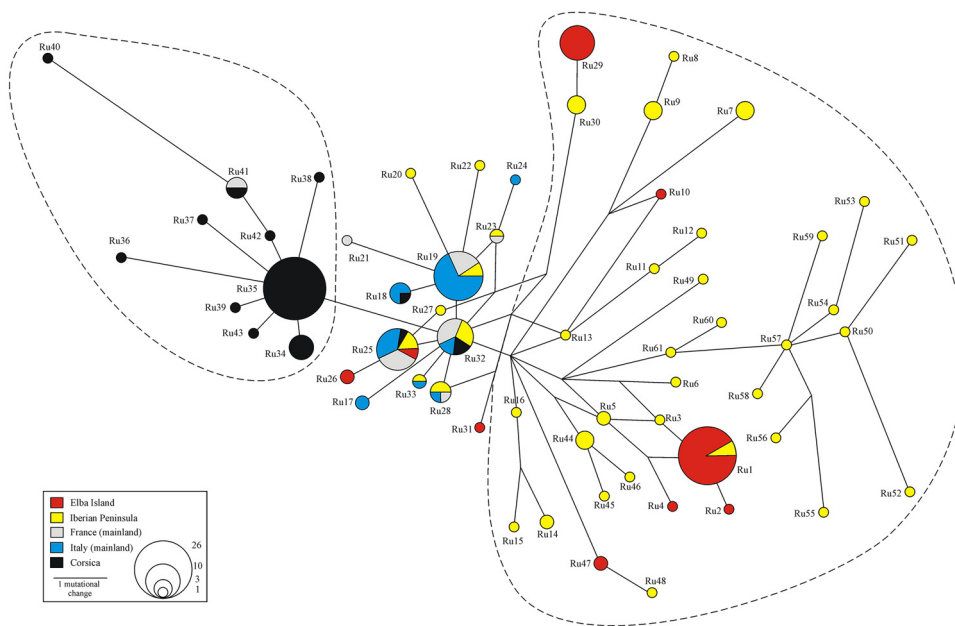 Ru40
Ru29
Ru8
Ru30
Ru9
Ru7
Ru41
Ru38
Ru20
Ru22
Ru24
Ru10
Ru37
Ru42
Ru23
Ru53
Ru36
Ru21
Ru19
Ru12
Ru59
Ru51
Ru35
Ru18
Ru11
Ru49
Ru39
Ru27
Ru54
Ru43
Ru60
Ru34
Ru25
Ru32
Ru13
Ru61
Ru57
Ru50
Ru26
Ru33
Ru6
Ru58
Ru17
Ru28
Ru16
Ru5
Ru3
Ru31
Ru44
Ru56
Ru1
Ru46
Ru45
Ru4
Ru2
Ru52
Ru15
Ru14
Ru55
Ru47
Ru48
Elba Island
Iberian Peninsula
France (mainland)
Italy (mainland)
Corsica
1 mutational
change
26
10
3
1